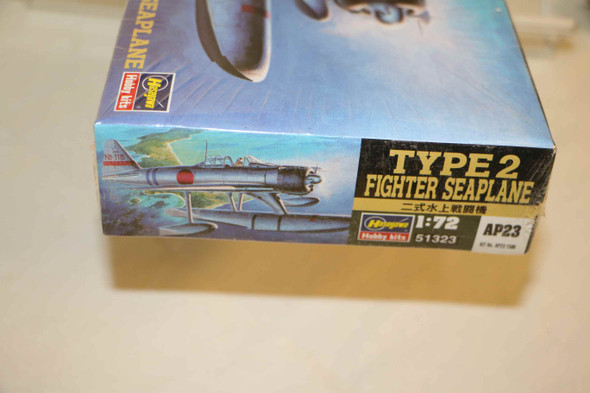 SEAPLANE
Hasegawa
Hobby kits
TYPE 2
FIGHTER SEAPLANE
二式水上戦闘機
Hasegawa
Hobby kits
1:72
51323
AP23